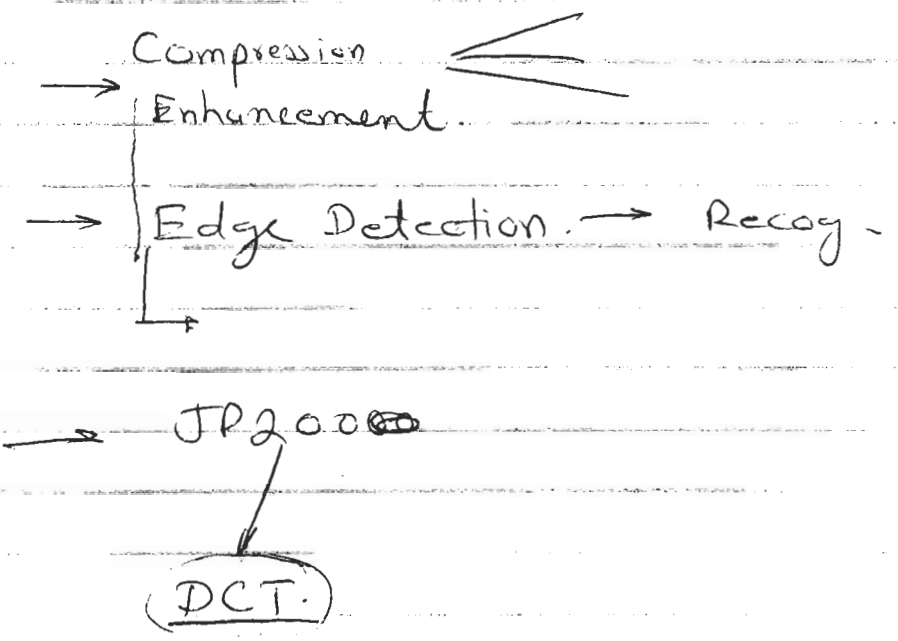 Compression
Enhancement.
Edge Detection. → Recog.
JP2000
DCT.